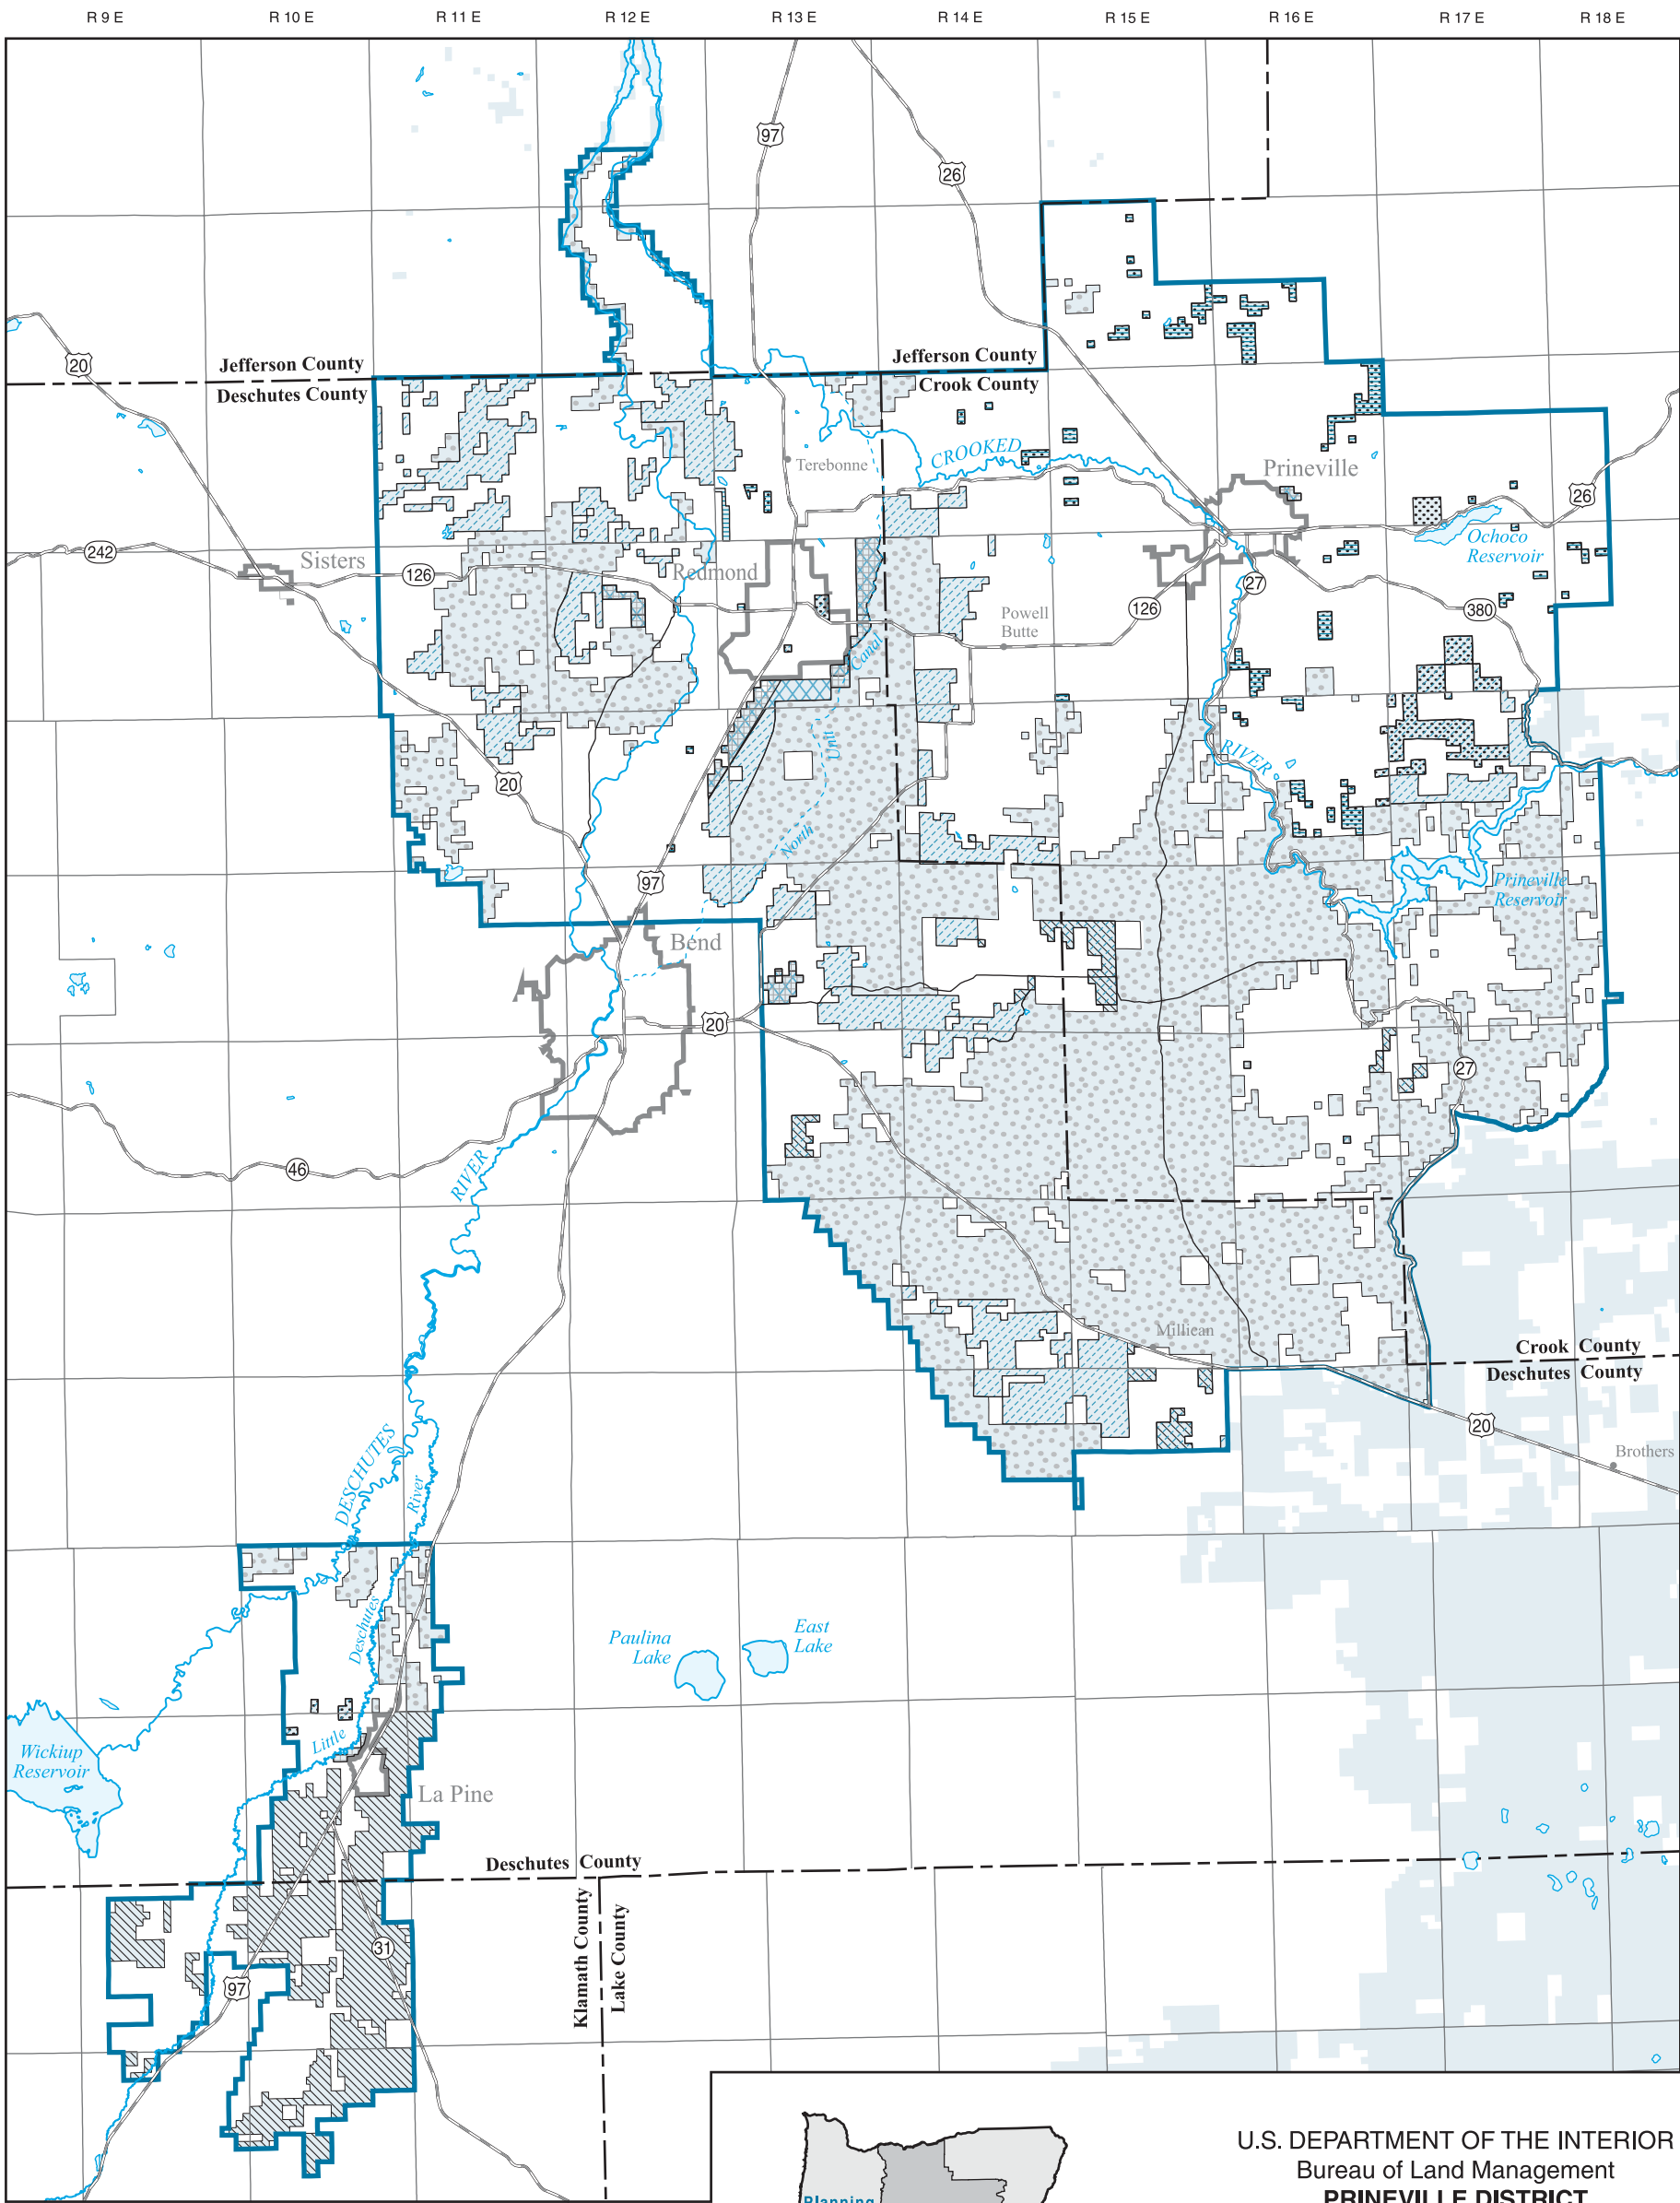 R 9 E R 10 E R 11 E R 12 E R 13 E R 14 E R 15 E R 16 E R 17 E R 18 E
97
26
20
Jefferson County
Deschutes County
Jefferson County
Crook County
CROOKED
Terebonne
Prineville
26
Ochoco
Reservoir
242
Sisters
126
Redmond
27
126
Powell
Butte
380
Canal
Unit
RIVER
20
North
97
Prineville
Reservoir
Bend
20
27
46
RIVER
Millican
Crook County
Deschutes County
20
Brothers
DESCHUTES
River
Deschutes
Paulina
Lake
East
Lake
Little
Wickiup
Reservoir
La Pine
Deschutes County
Klamath County
Lake County
31
97
Planning
U.S. DEPARTMENT OF THE INTERIOR
Bureau of Land Management
PRINEVILLE DISTRICT